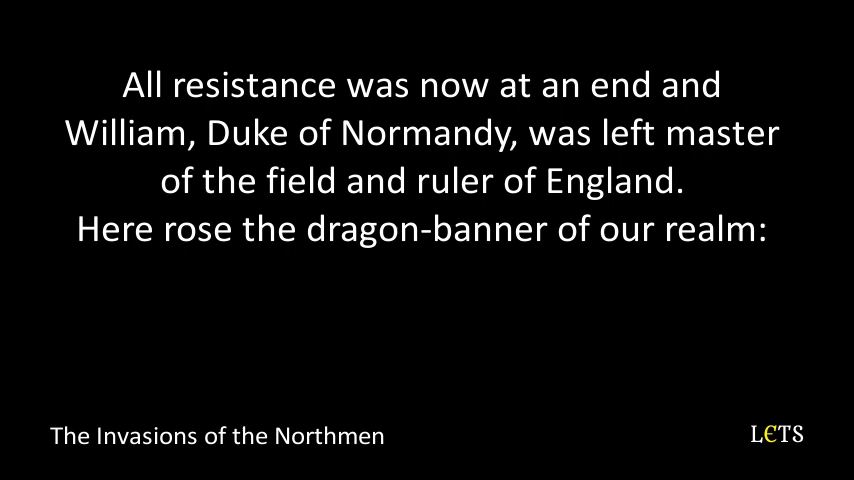 All resistance was now at an end and
William, Duke of Normandy, was left master
of the field and ruler of England.
Here rose the dragon-banner of our realm:
The Invasions of the Northmen
LЄTS